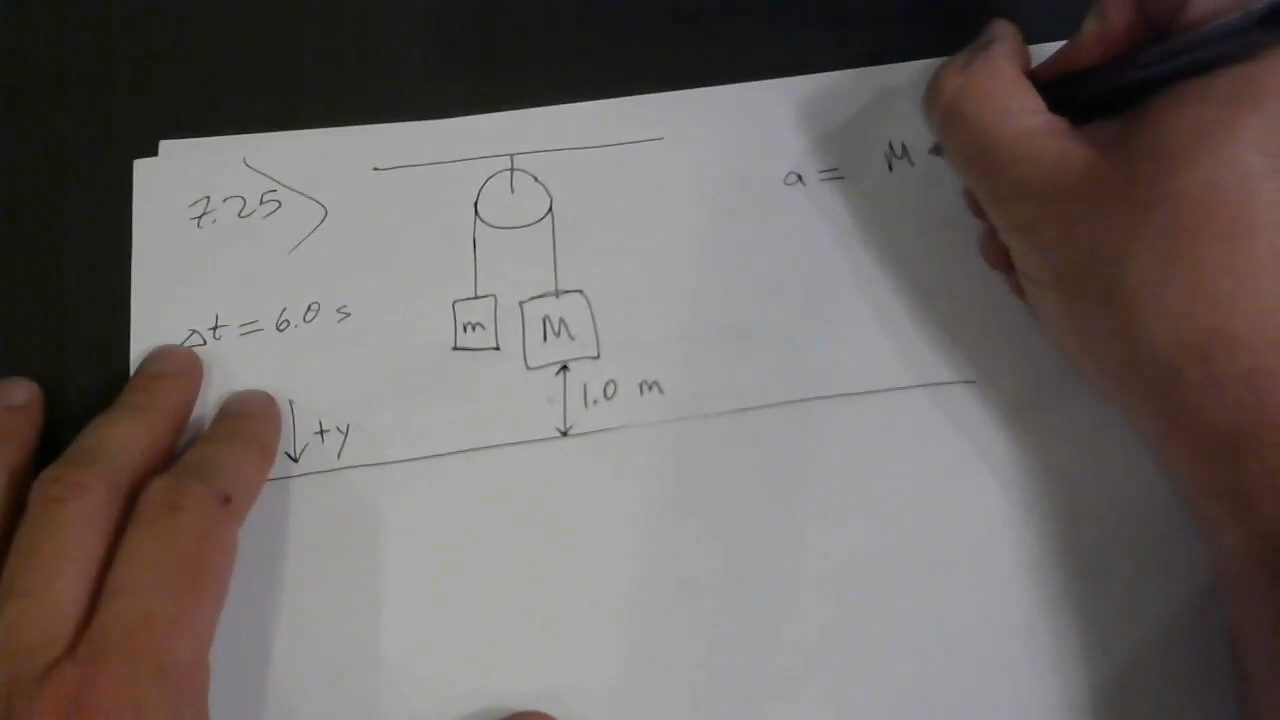 7.25
Δt = 6.0 s
+y
m
M
1.0 m
a = M